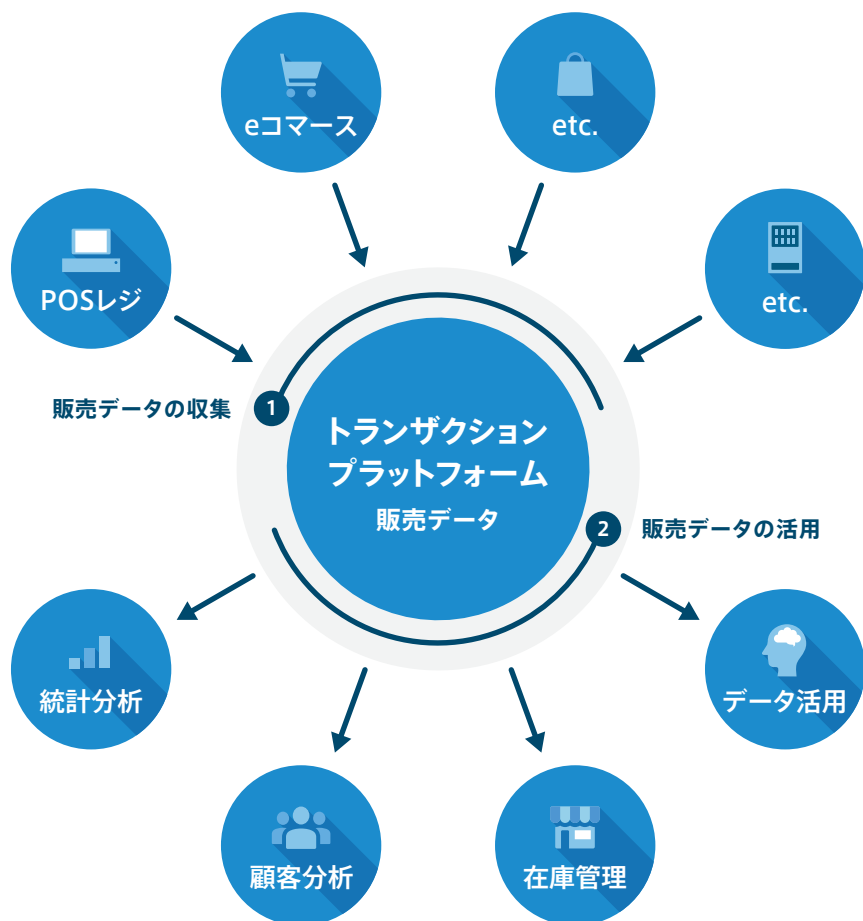 eコマース
etc.
POSレジ
etc.
販売データの収集
1
トランザクション
プラットフォーム
販売データ
2
販売データの活用
統計分析
データ活用
顧客分析
在庫管理